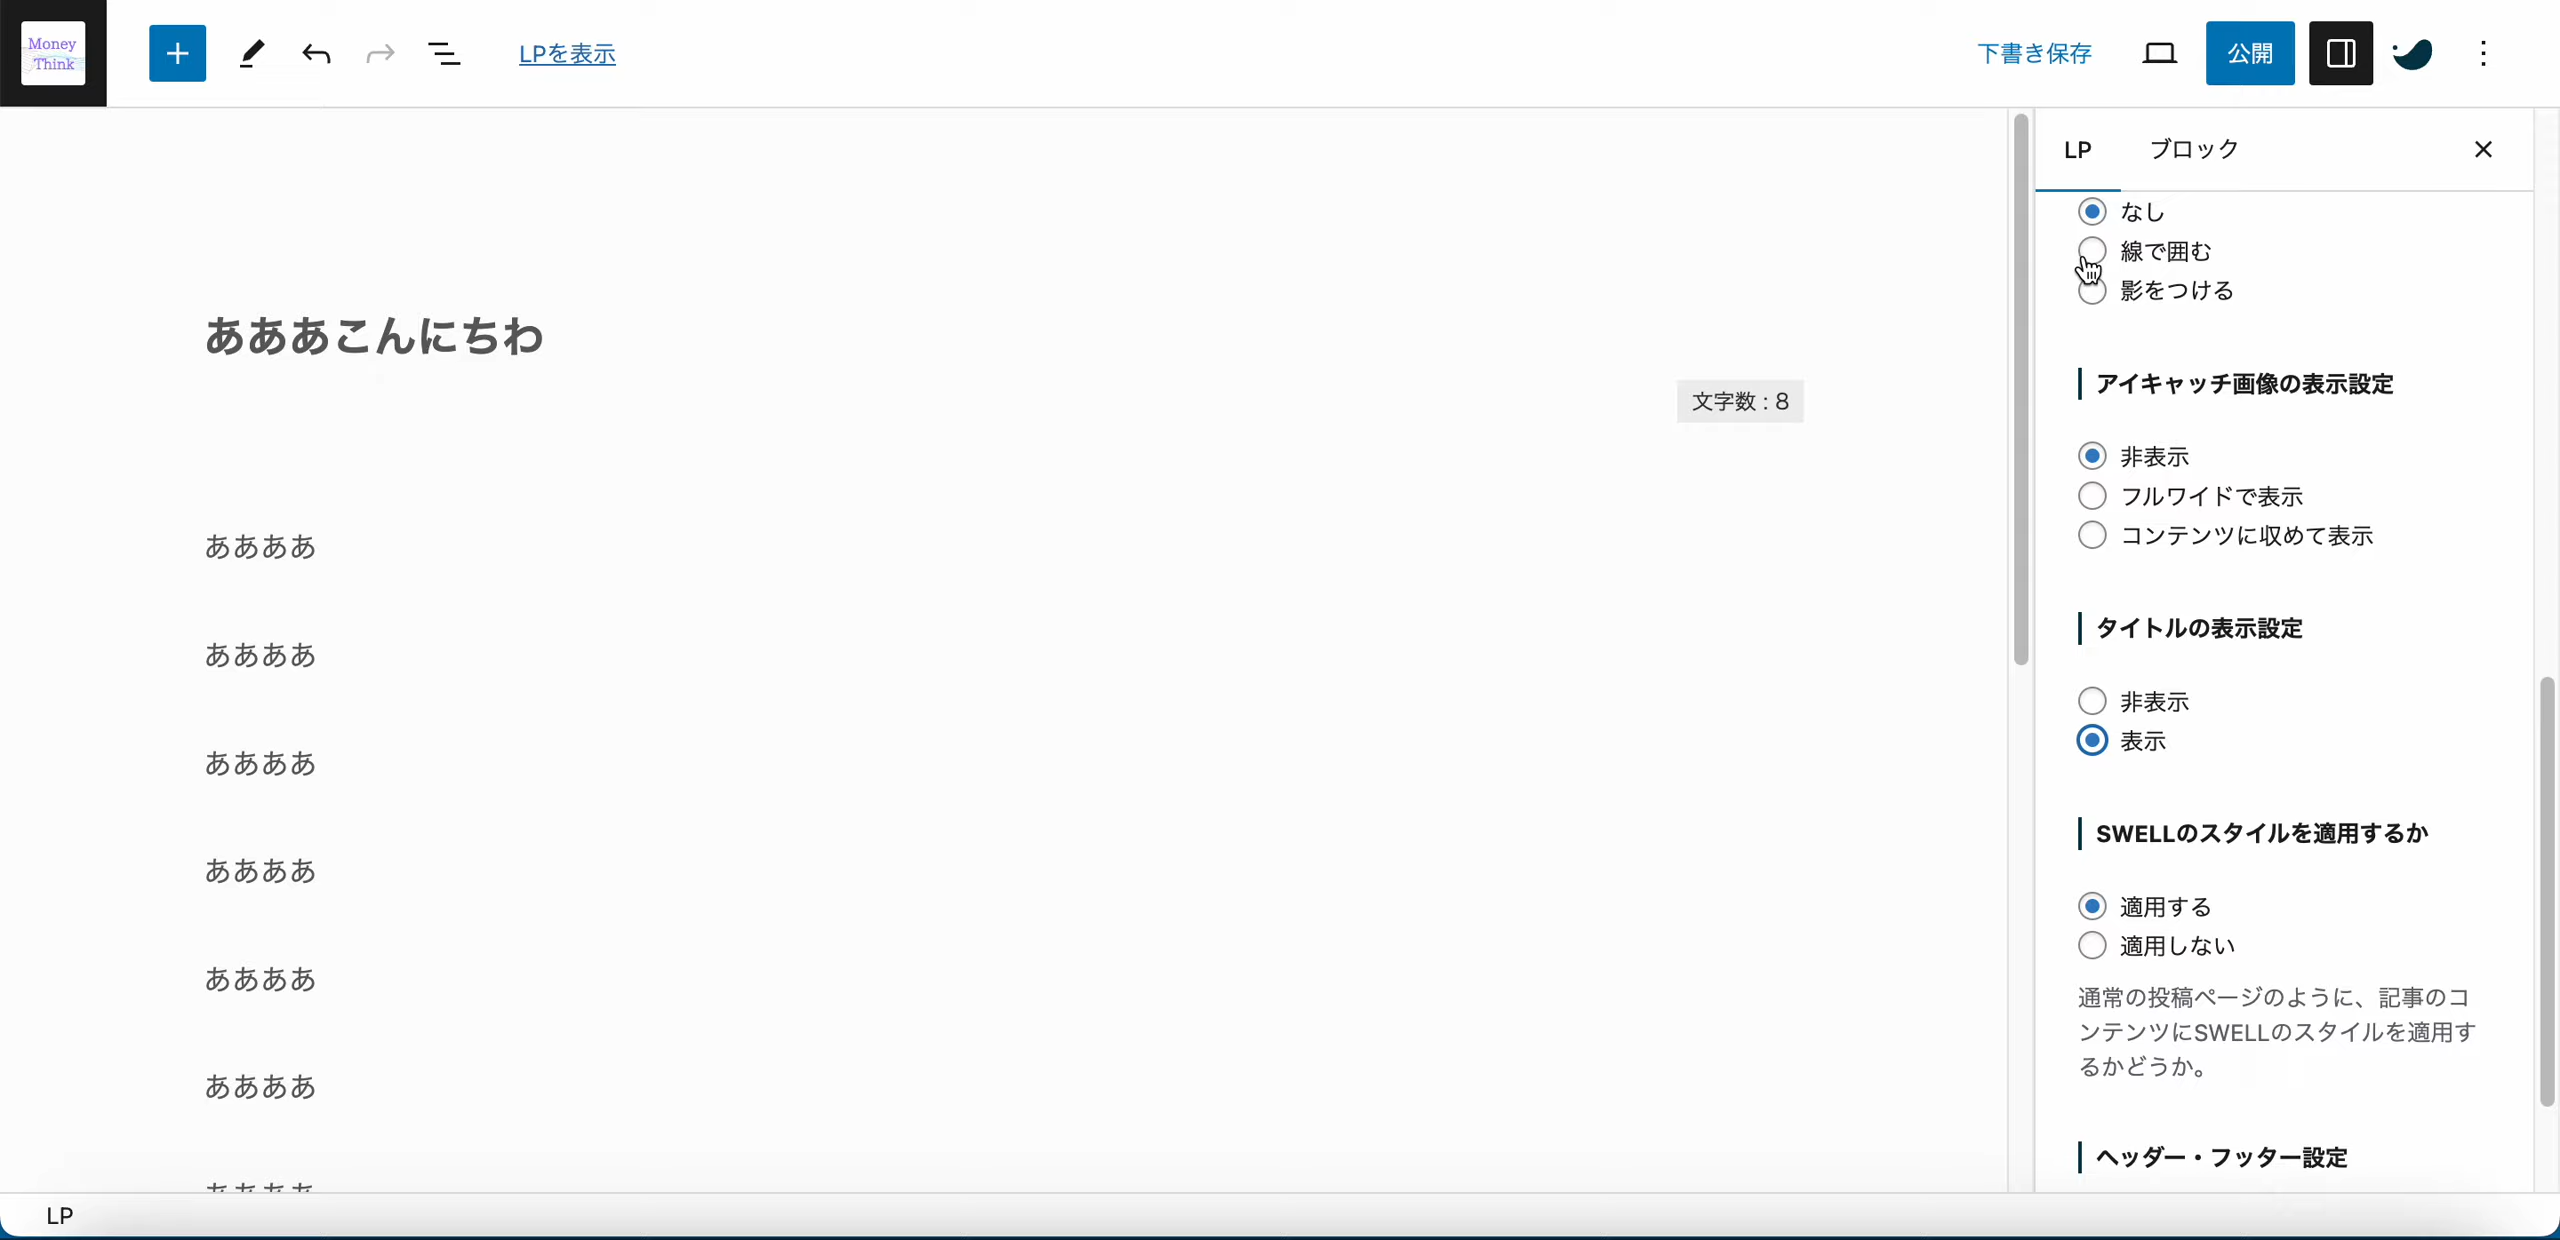 Money
Think
LPを表示
下書き保存
公開
LP
ブロック
なし
線で囲む
影をつける
あああこんにちわ
文字数 : 8
アイキャッチ画像の表示設定
非表示
フルワイドで表示
コンテンツに収めて表示
ああああ
ああああ
ああああ
ああああ
ああああ
ああああ
タイトルの表示設定
非表示
表示
SWELLのスタイルを適用するか
適用する
適用しない
通常の投稿ページのように、記事のコ
ンテンツにSWELLのスタイルを適用す
るかどうか。
ヘッダー・フッター設定
LP